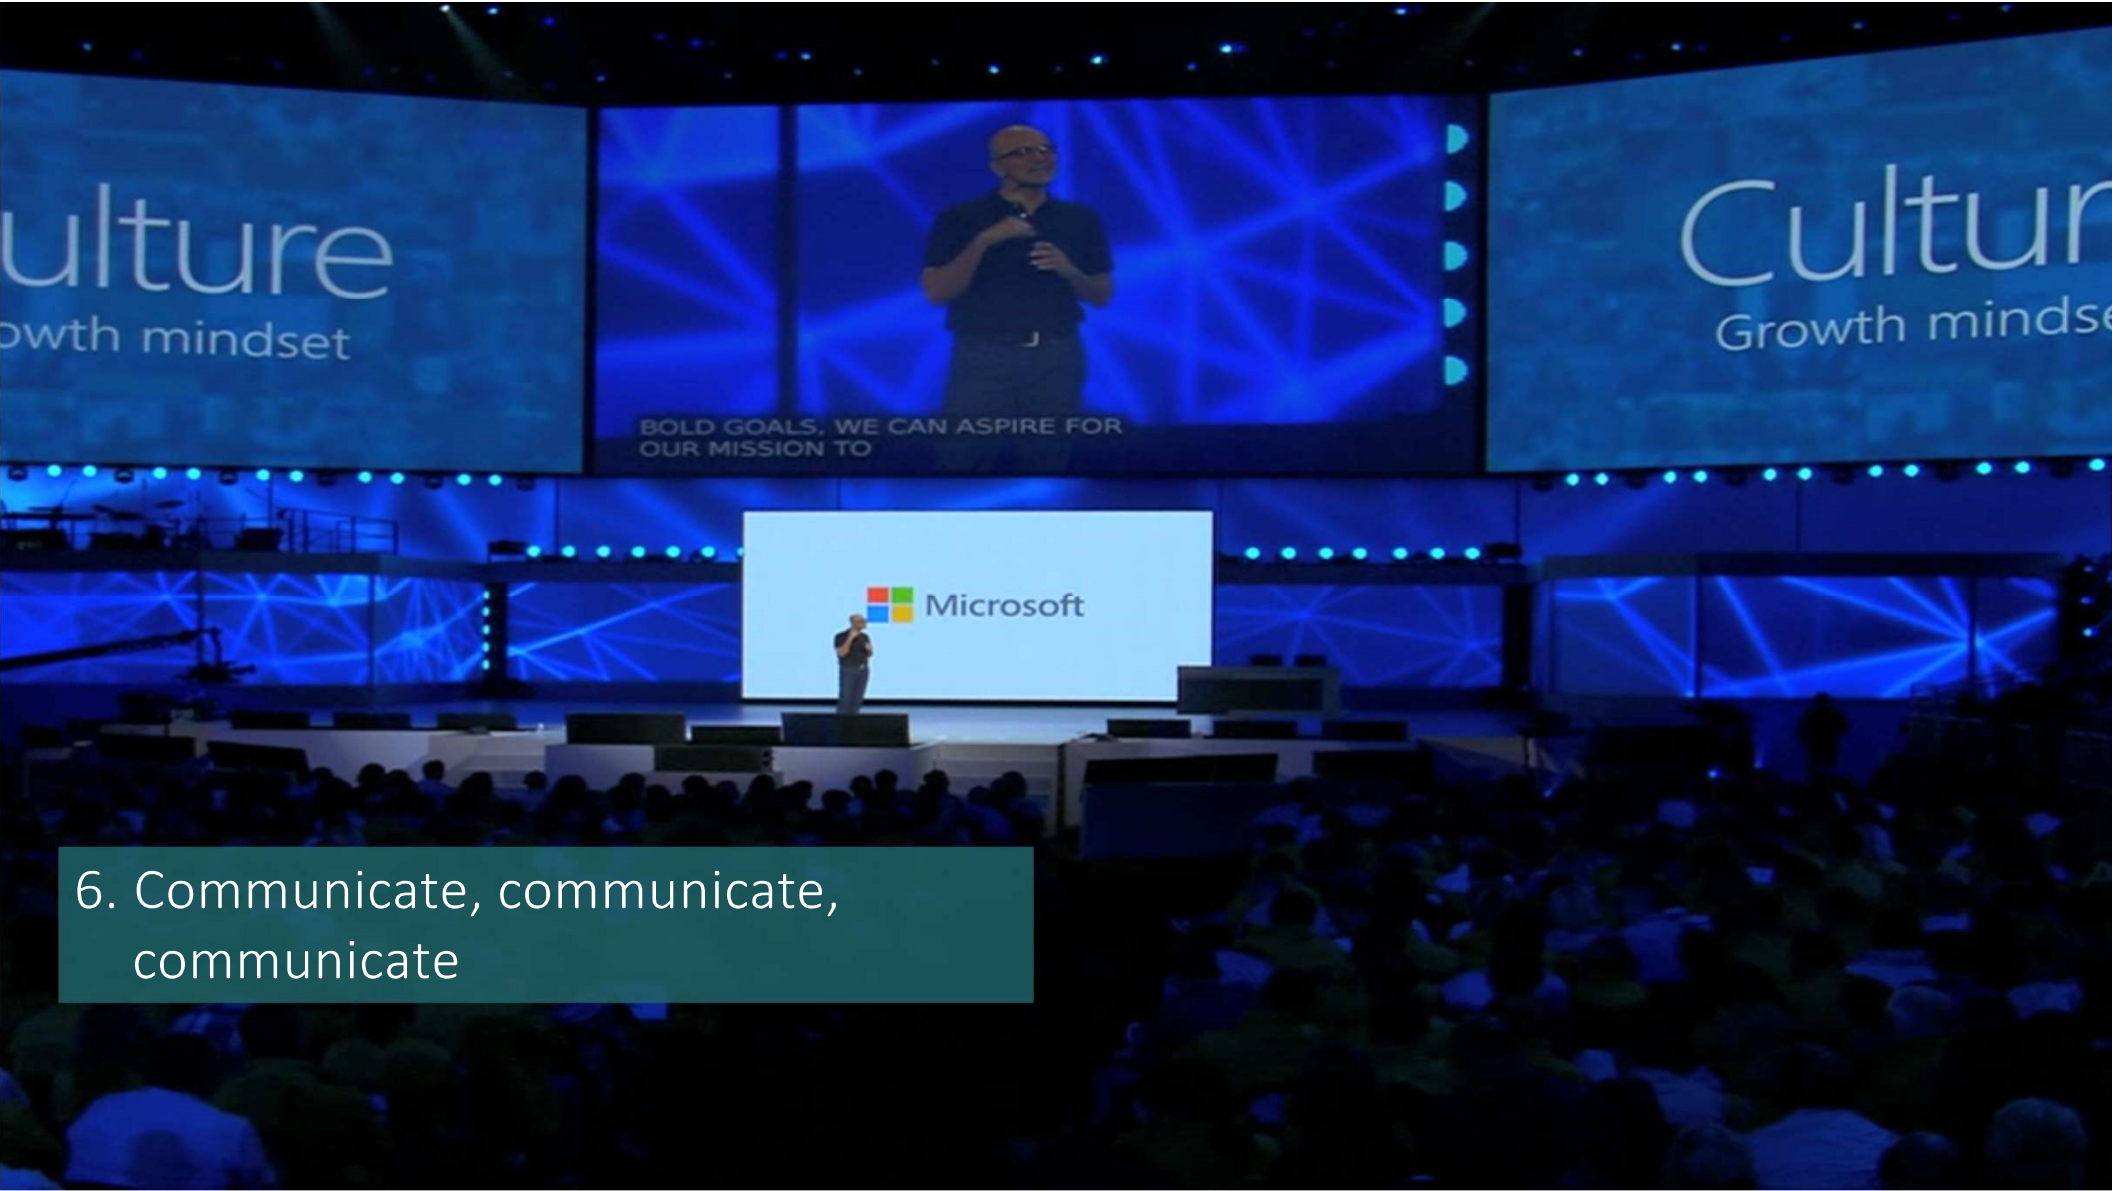 ulture
owth mindset
BOLD GOALS, WE CAN ASPIRE FOR
OUR MISSION TO
Cultur
Growth mindse
Microsoft
6. Communicate, communicate,
communicate